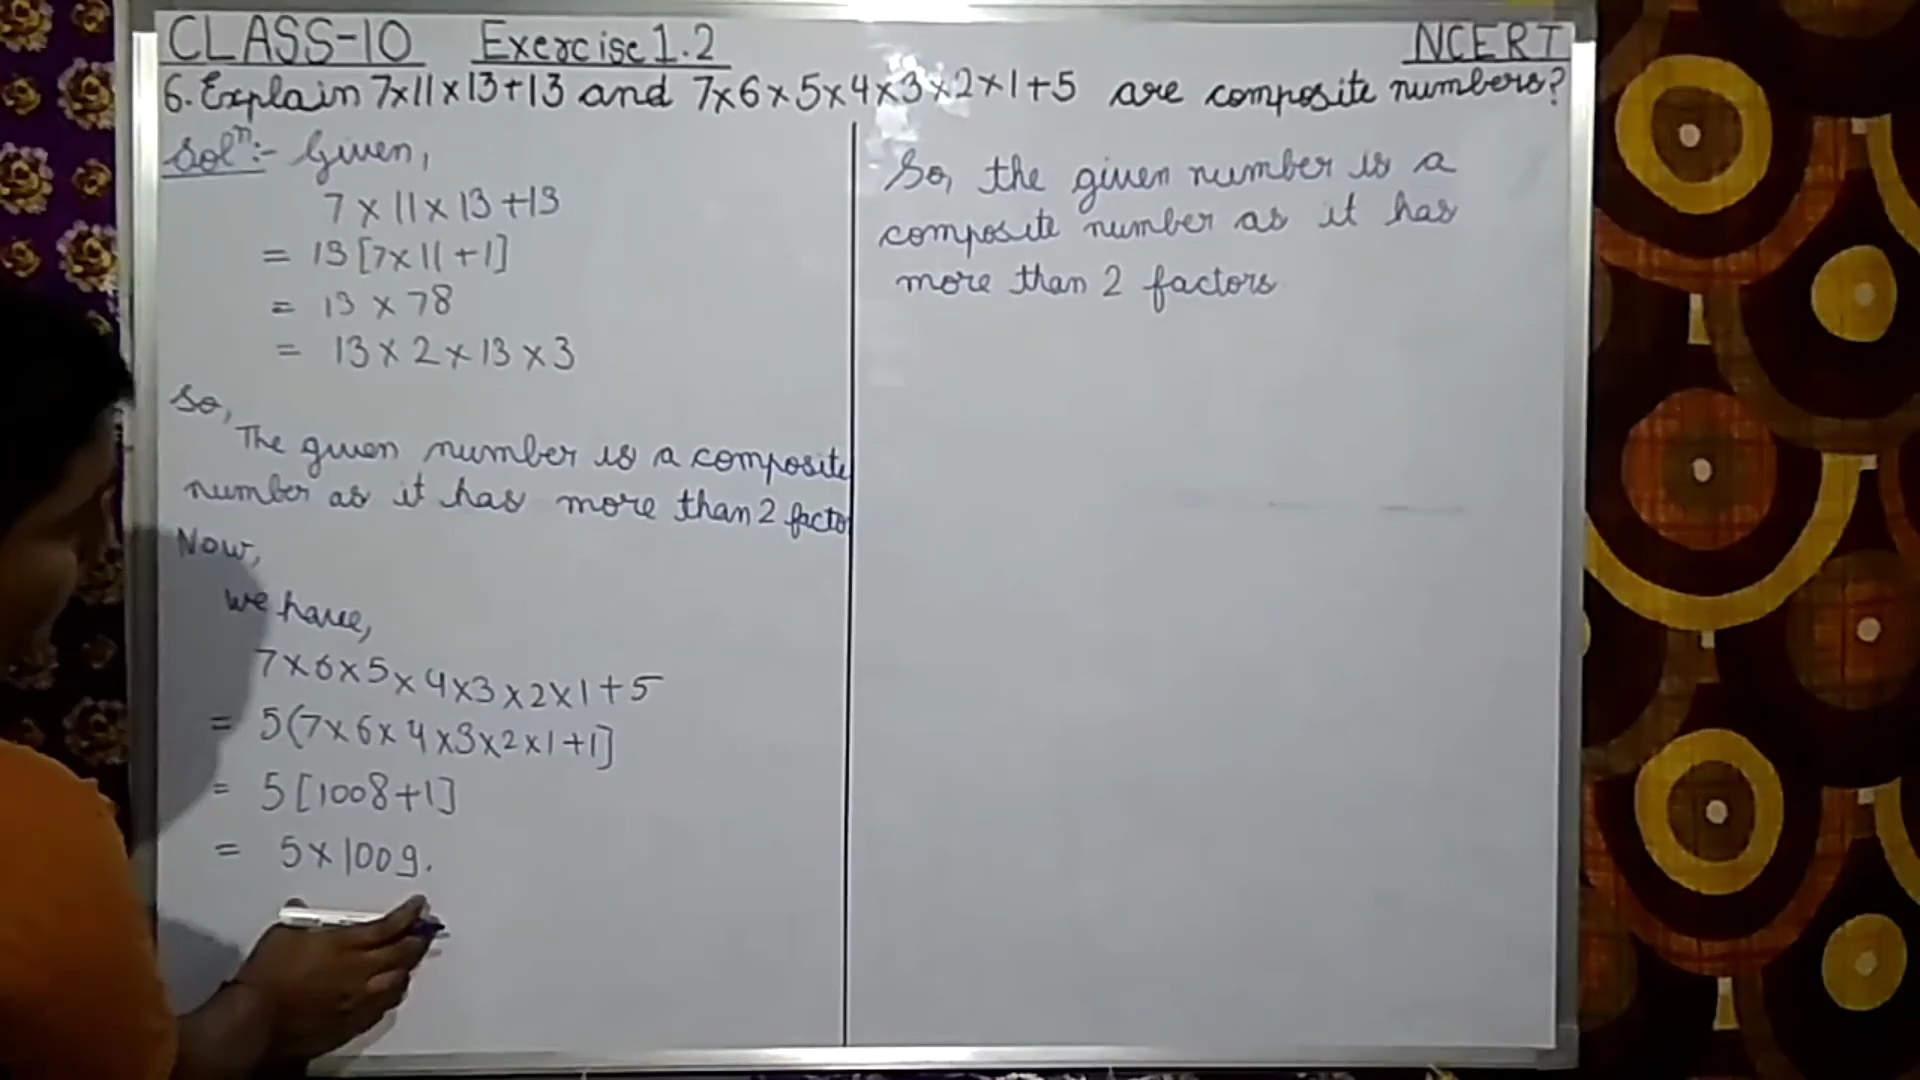 CLASS-10 Exercise 1.2 NCERT
6. Explain 7×11×13+13 and 7×6×5×4×3×2×1+5 are composite numbers?
Solⁿ:- Given,
7×11×13+13
= 13[7×11+1]
= 13×78
= 13×2×13×3
So,
The given number is a composite
number as it has more than 2 facto
Now,
We have,
7×6×5×4×3×2×1+5
= 5(7×6×4×3×2×1+1]
= 5[1008+1]
= 5×1009.
So, the given number is a
composite number as it has
more than 2 factors